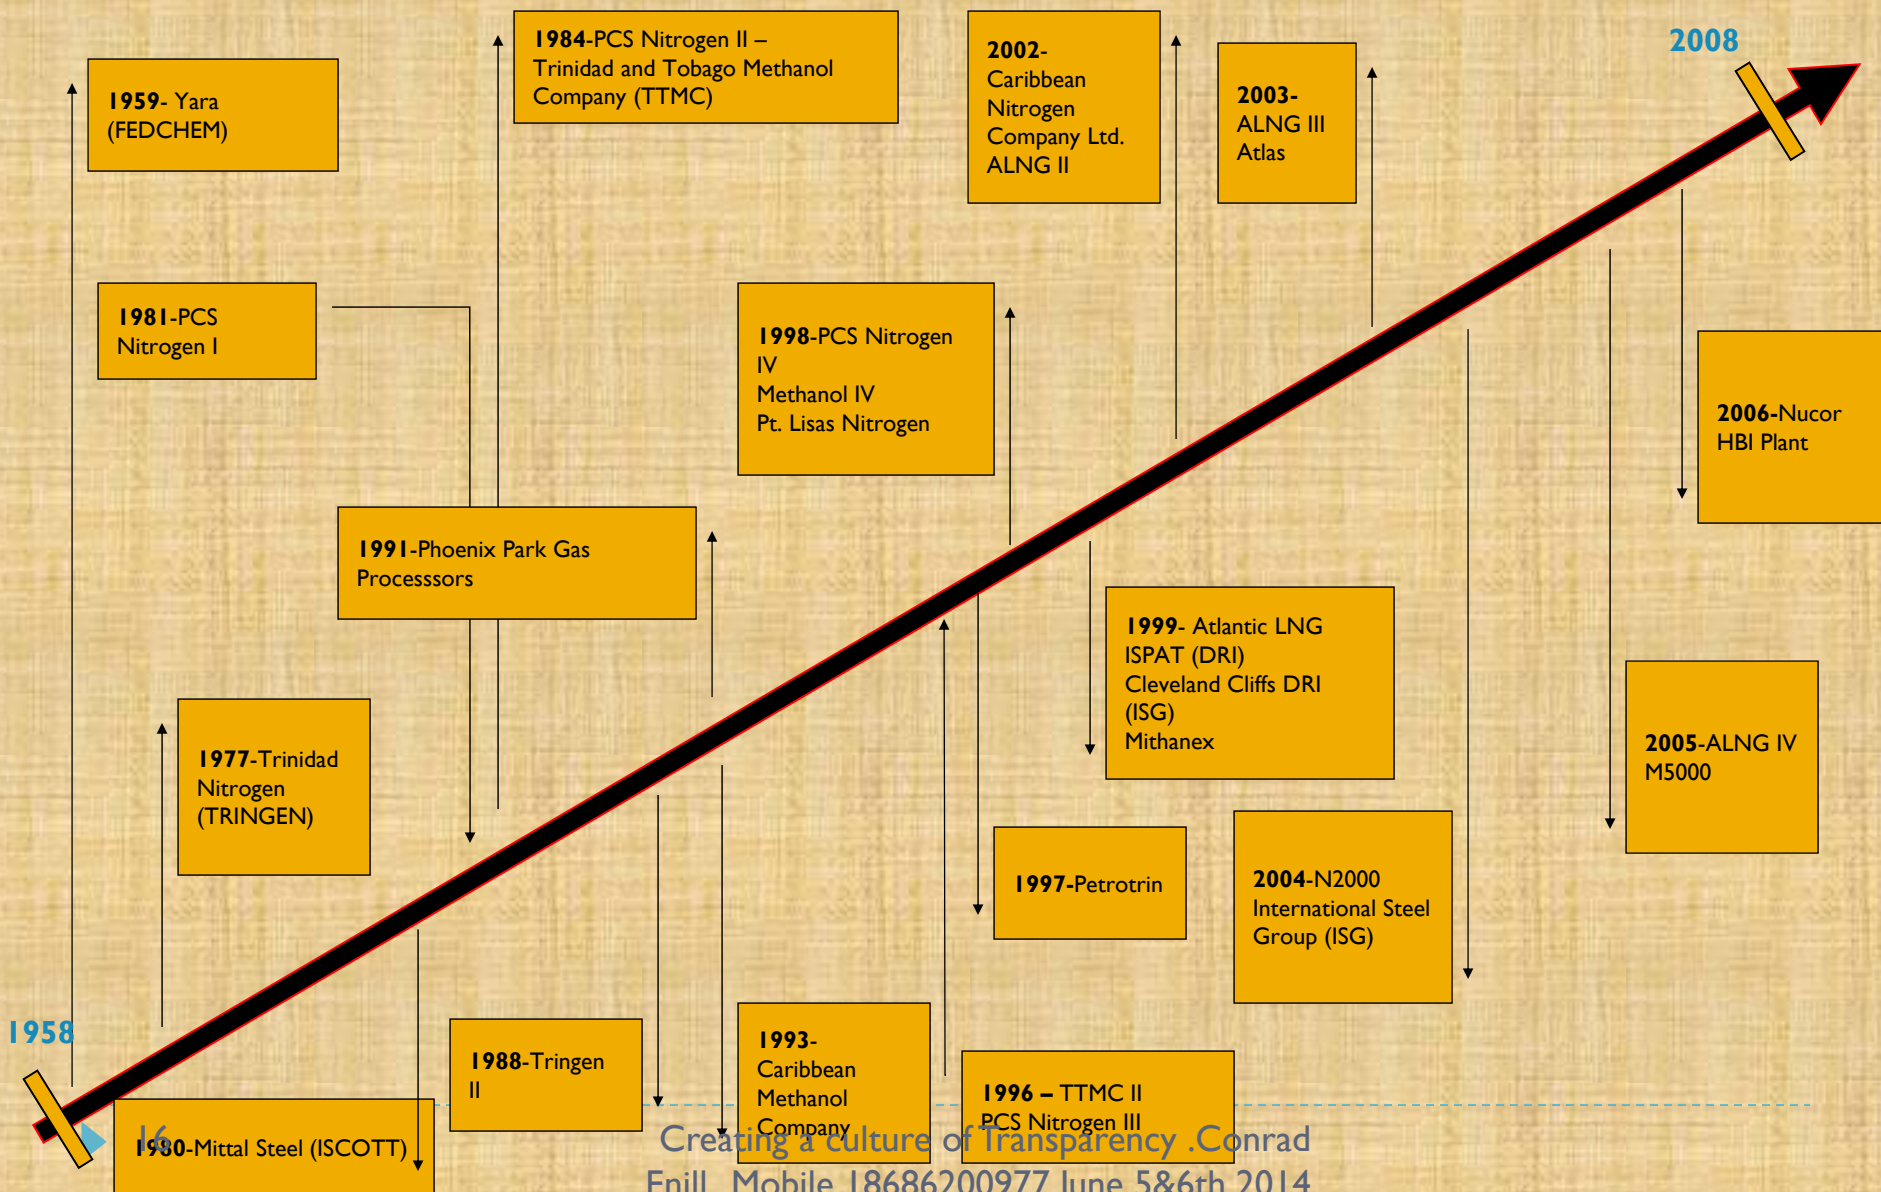 1984-PCS Nitrogen II –
Trinidad and Tobago Methanol
Company (TTMC)
2002-
Caribbean
Nitrogen
Company Ltd.
ALNG II
2003-
ALNG III
Atlas
2008
1959- Yara
(FEDCHEM)
1981-PCS
Nitrogen I
1998-PCS Nitrogen
IV
Methanol IV
Pt. Lisas Nitrogen
2006-Nucor
HBI Plant
1991-Phoenix Park Gas
Processsors
1999- Atlantic LNG
ISPAT (DRI)
Cleveland Cliffs DRI
(ISG)
Mithanex
1977-Trinidad
Nitrogen
(TRINGEN)
2005-ALNG IV
M5000
1997-Petrotrin
2004-N2000
International Steel
Group (ISG)
1958
1988-Tringen
II
1993-
Caribbean
Methanol
Company
1996 – TTMC II
PCS Nitrogen III
1980-Mittal Steel (ISCOTT)
16
Creating a culture of Transparency .Conrad
Enill Mobile 18686200977 June 5&6th 2014